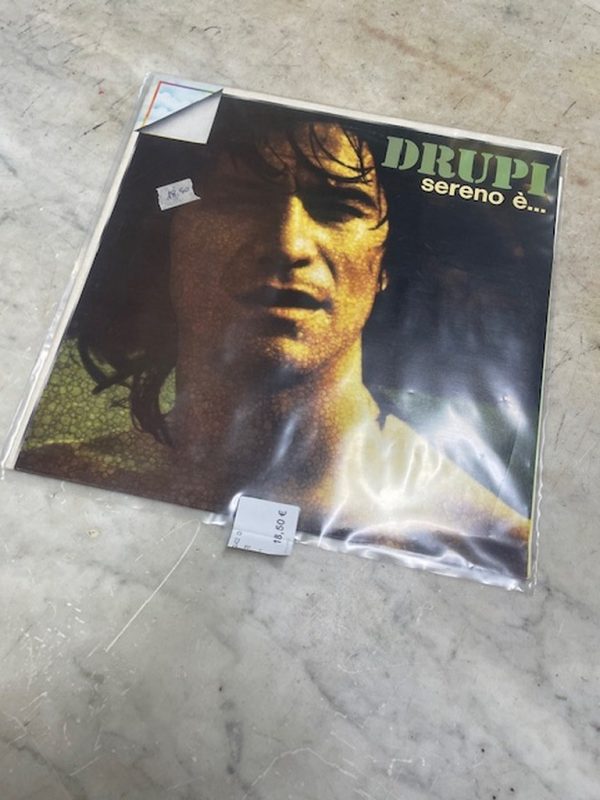 DRUPI
sereno è...
18,50 €